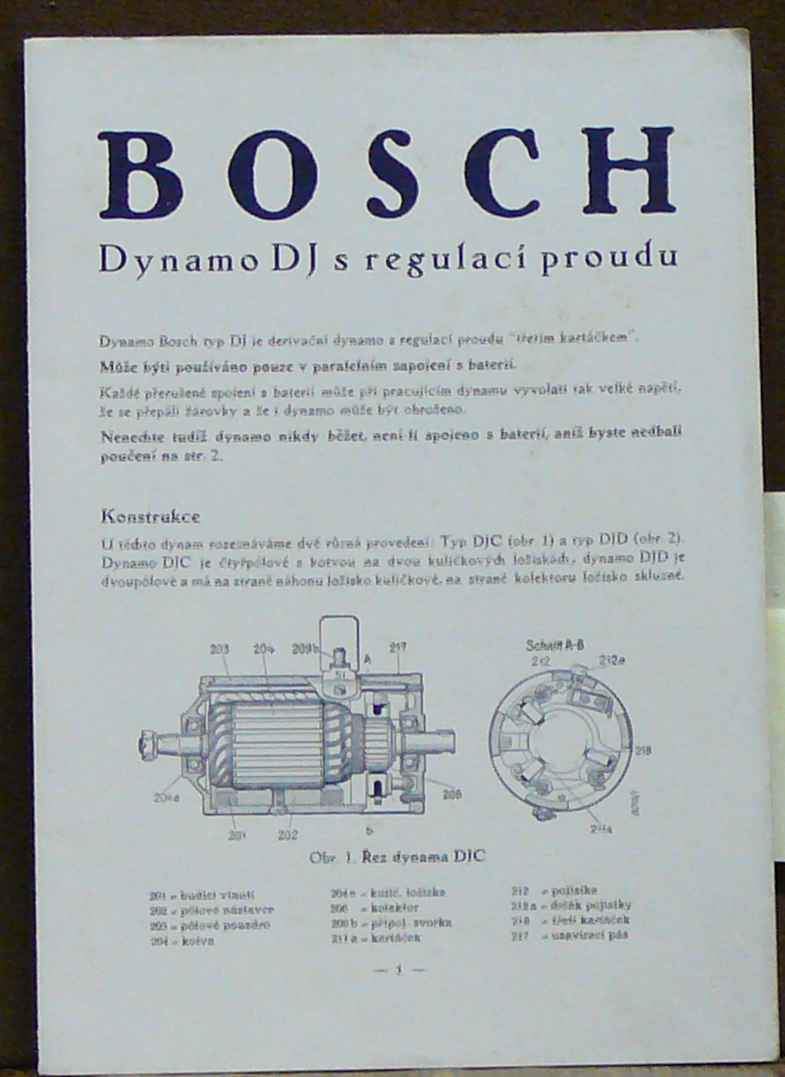 BOSCH
Dynamo DJ s regulací proudu
Dynamo Bosch typ DJ je derivační dynamo s regulací proudu "třetím kartáčkem".
Může býti používáno pouze v paralelním zapojení s baterií.
Každé přerušené spojení s baterií může při pracujícím dynamu vyvolati tak velké napětí,
že se přepálí žárovky a že i dynamo může být ohroženo.
Nenechte tudíž dynamo nikdy běžet, není-li spojeno s baterií, aniž byste nedbali
poučení na str. 2.
Konstrukce
U těchto dynam rozeznáváme dvě různá provedení: Typ DJC (obr. 1) a typ DJD (obr. 2).
Dynamo DJC je čtyřpólové s kotvou na dvou kuličkových ložiskách, dynamo DJD je
dvoupólové a má na straně náhonu ložisko kuličkové, na straně kolektoru ložisko kluzné.
203 204 209b 217 Schnitt A-B
A 212 212a
51
218
204a 206
201 202 b 211a
Obr. 1. Řez dynama DJC
201 = budicí vinutí 204a = kulič. ložisko 212 = pojistka
202 = pólové nástavce 206 = kolektor 212a = držák pojistky
203 = pólové pouzdro 209b = připoj. svorka 218 = třetí kartáček
204 = kotva 211a = kartáček 217 = uzavírací pás
— 1 —